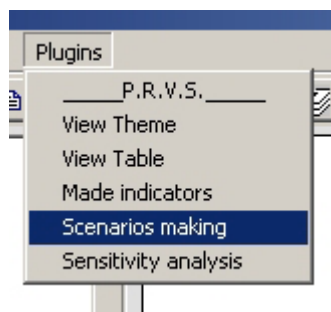 Plugins
_____P.R.V.S._____
View Theme
View Table
Made indicators
Scenarios making
Sensitivity analysis